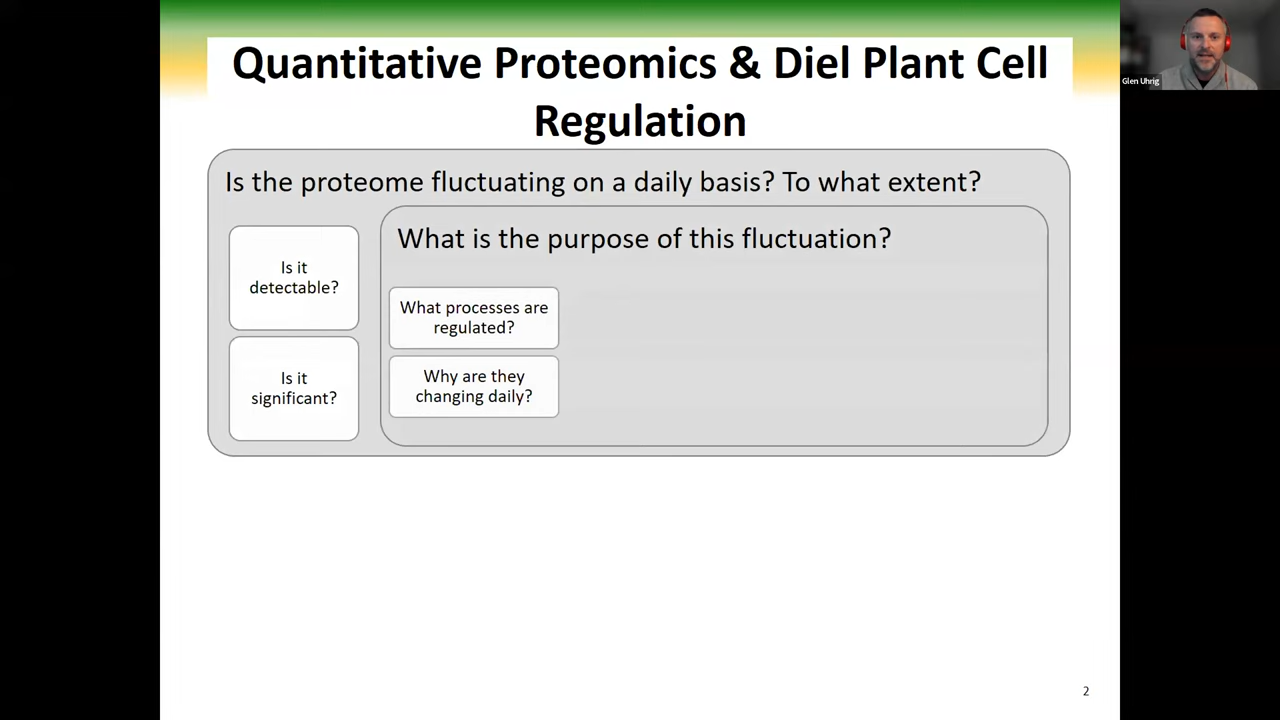 Quantitative Proteomics & Diel Plant Cell
Regulation
Glen Uhrig
Is the proteome fluctuating on a daily basis? To what extent?
Is it
detectable?
Is it
significant?
What is the purpose of this fluctuation?
What processes are
regulated?
Why are they
changing daily?
2